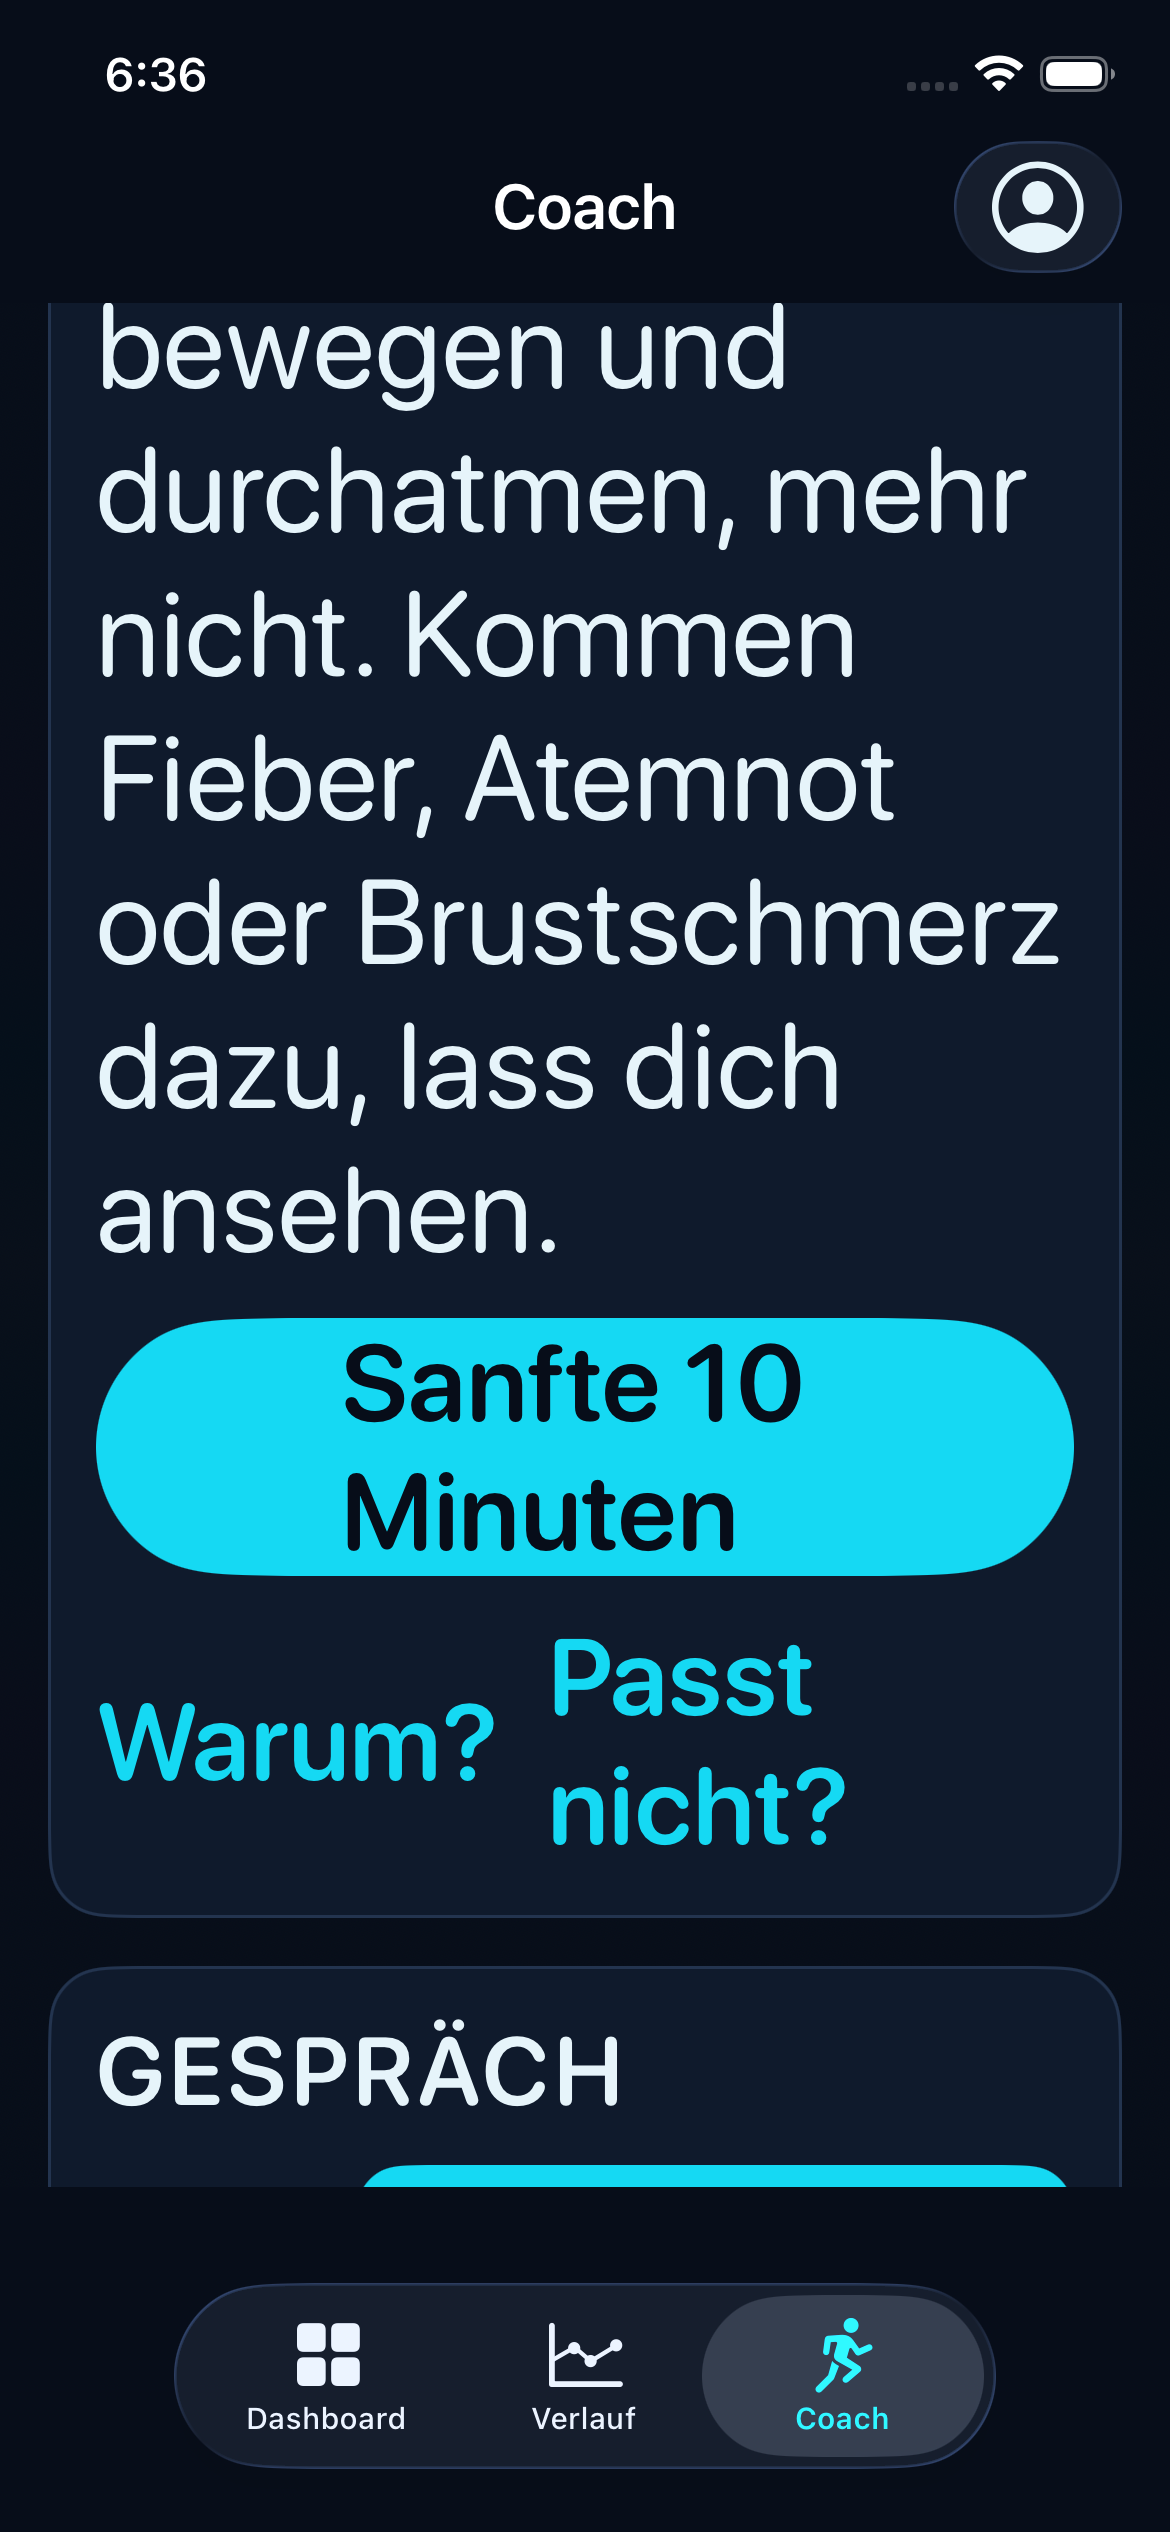 6:36
Coach
bewegen und
durchatmen, mehr
nicht. Kommen
Fieber, Atemnot
oder Brustschmerz
dazu, lass dich
ansehen.
Sanfte 10
Minuten
Warum?
Passt
nicht?
GESPRÄCH
Dashboard
Verlauf
Coach